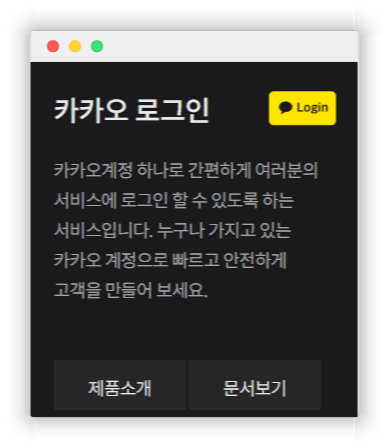 카카오 로그인
Login
카카오계정 하나로 간편하게 여러분의
서비스에 로그인 할 수 있도록 하는
서비스입니다. 누구나 가지고 있는
카카오 계정으로 빠르고 안전하게
고객을 만들어 보세요.
제품소개
문서보기